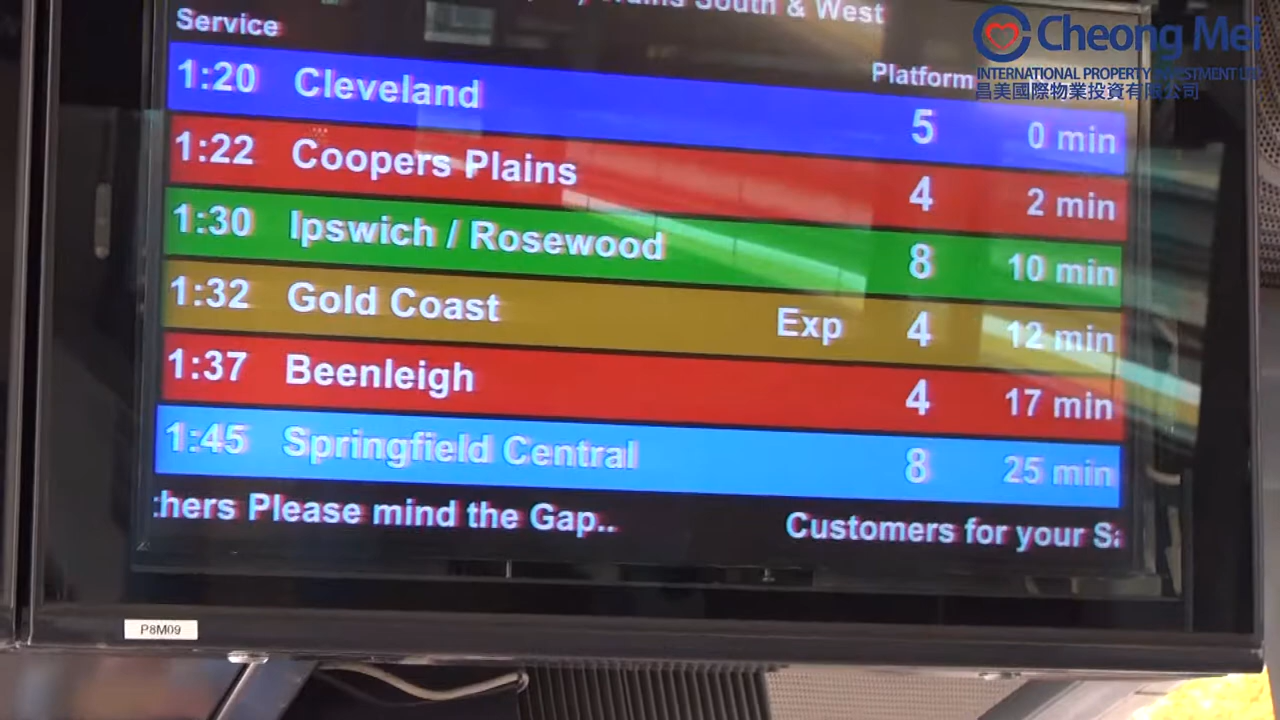 South & West
Service
Platform
1:20 Cleveland 5 0 min
1:22 Coopers Plains 4 2 min
1:30 Ipswich / Rosewood 8 10 min
1:32 Gold Coast Exp 4 12 min
1:37 Beenleigh 4 17 min
1:45 Springfield Central 8 25 min
Please mind the Gap.. Customers for your
P8M09
Cheong Mei
INTERNATIONAL PROPERTY INVESTMENT
昌美國際物業投資有限公司